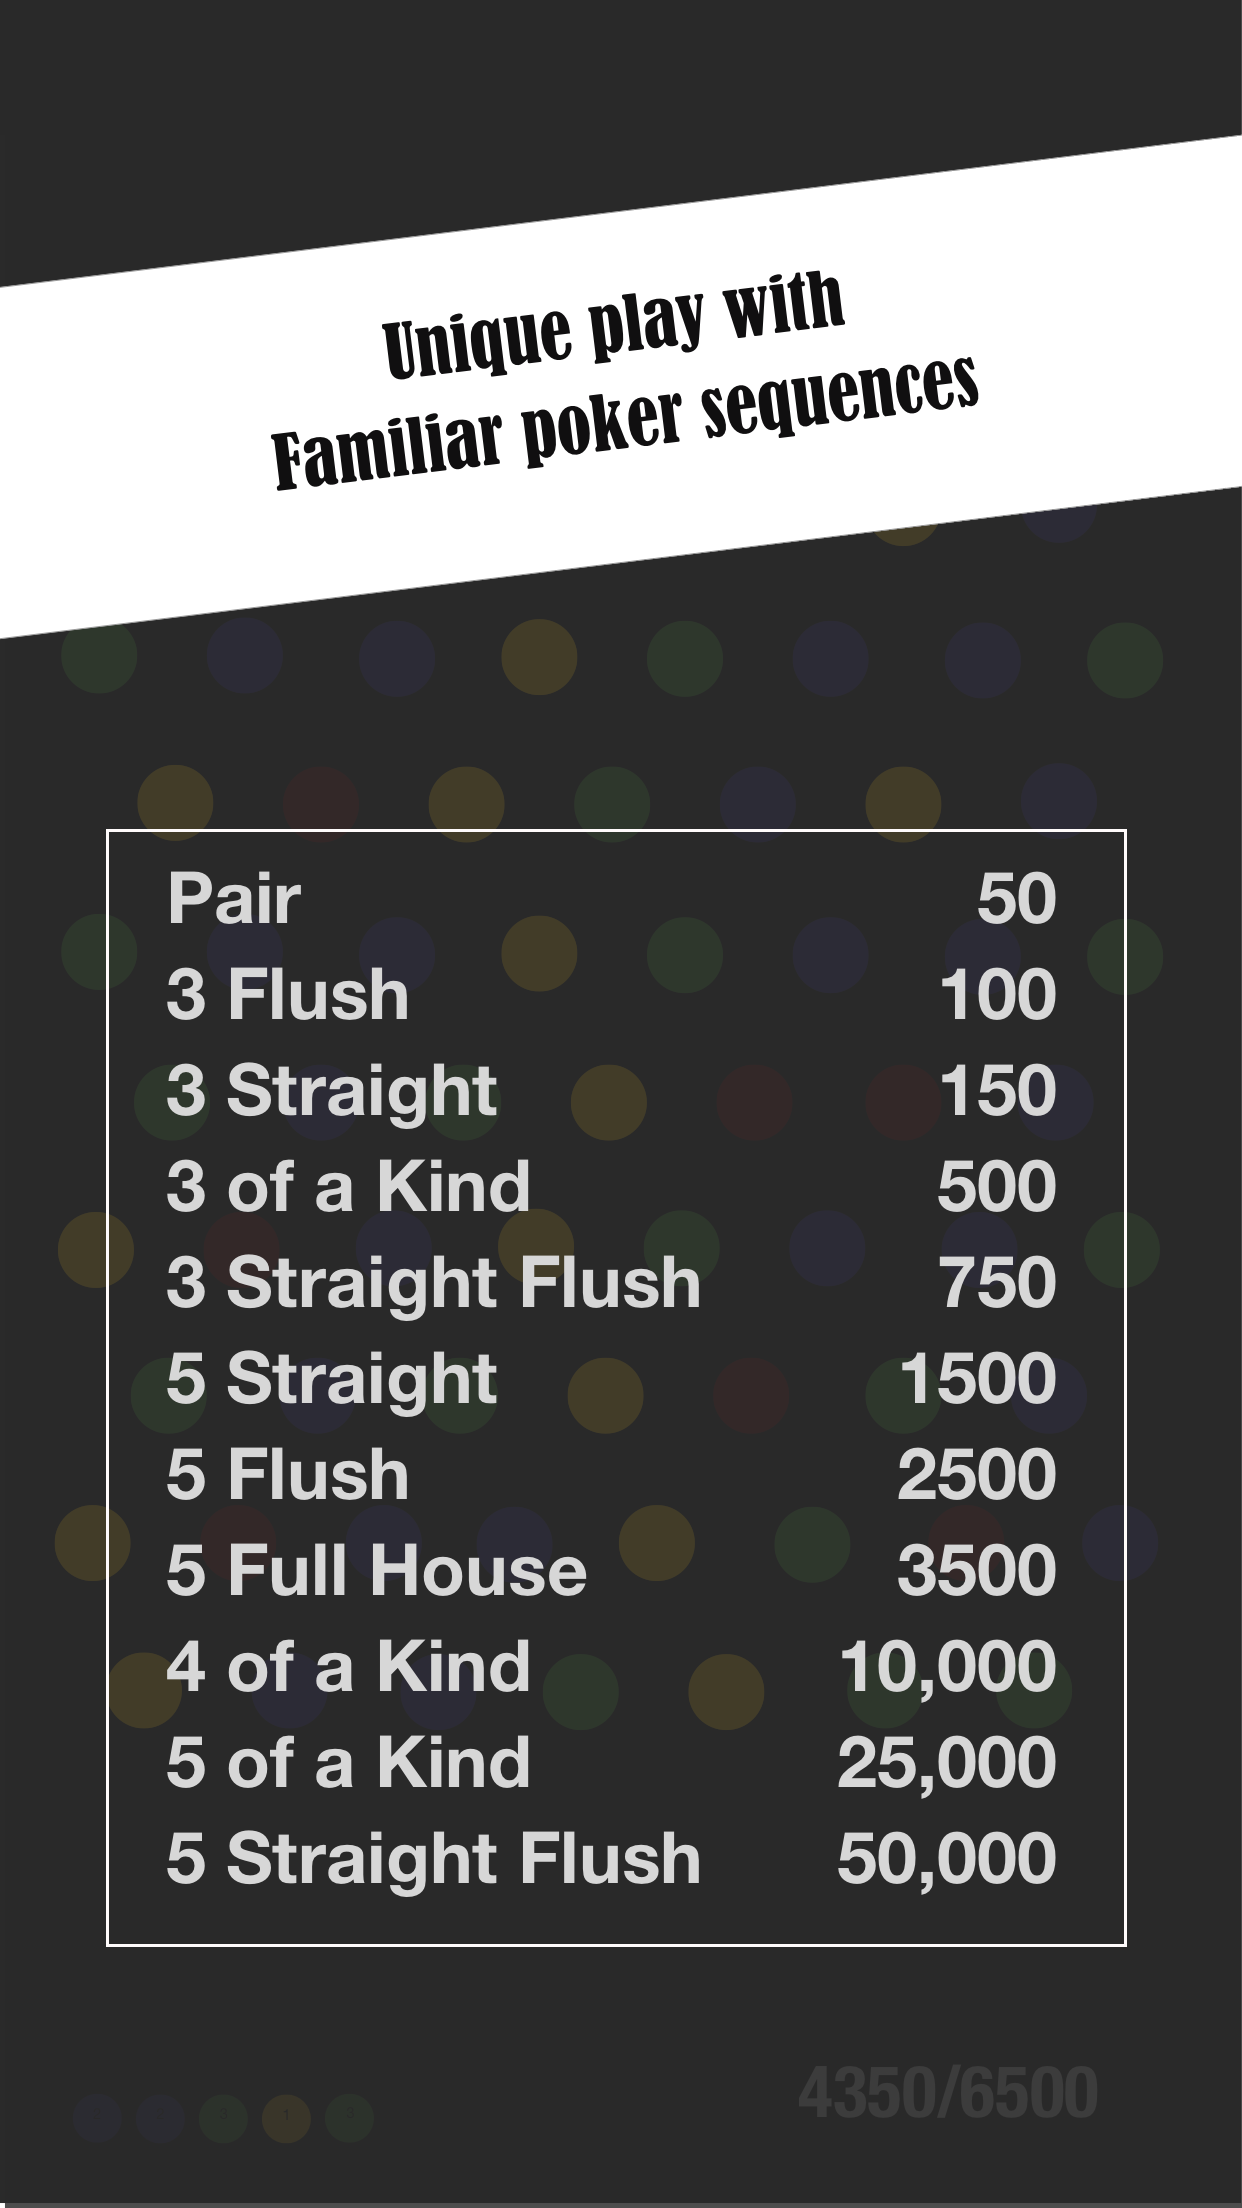 Unique play with
Familiar poker sequences
Pair 50
3 Flush 100
3 Straight 150
3 of a Kind 500
3 Straight Flush 750
5 Straight 1500
5 Flush 2500
5 Full House 3500
4 of a Kind 10,000
5 of a Kind 25,000
5 Straight Flush 50,000
4350/6500
1